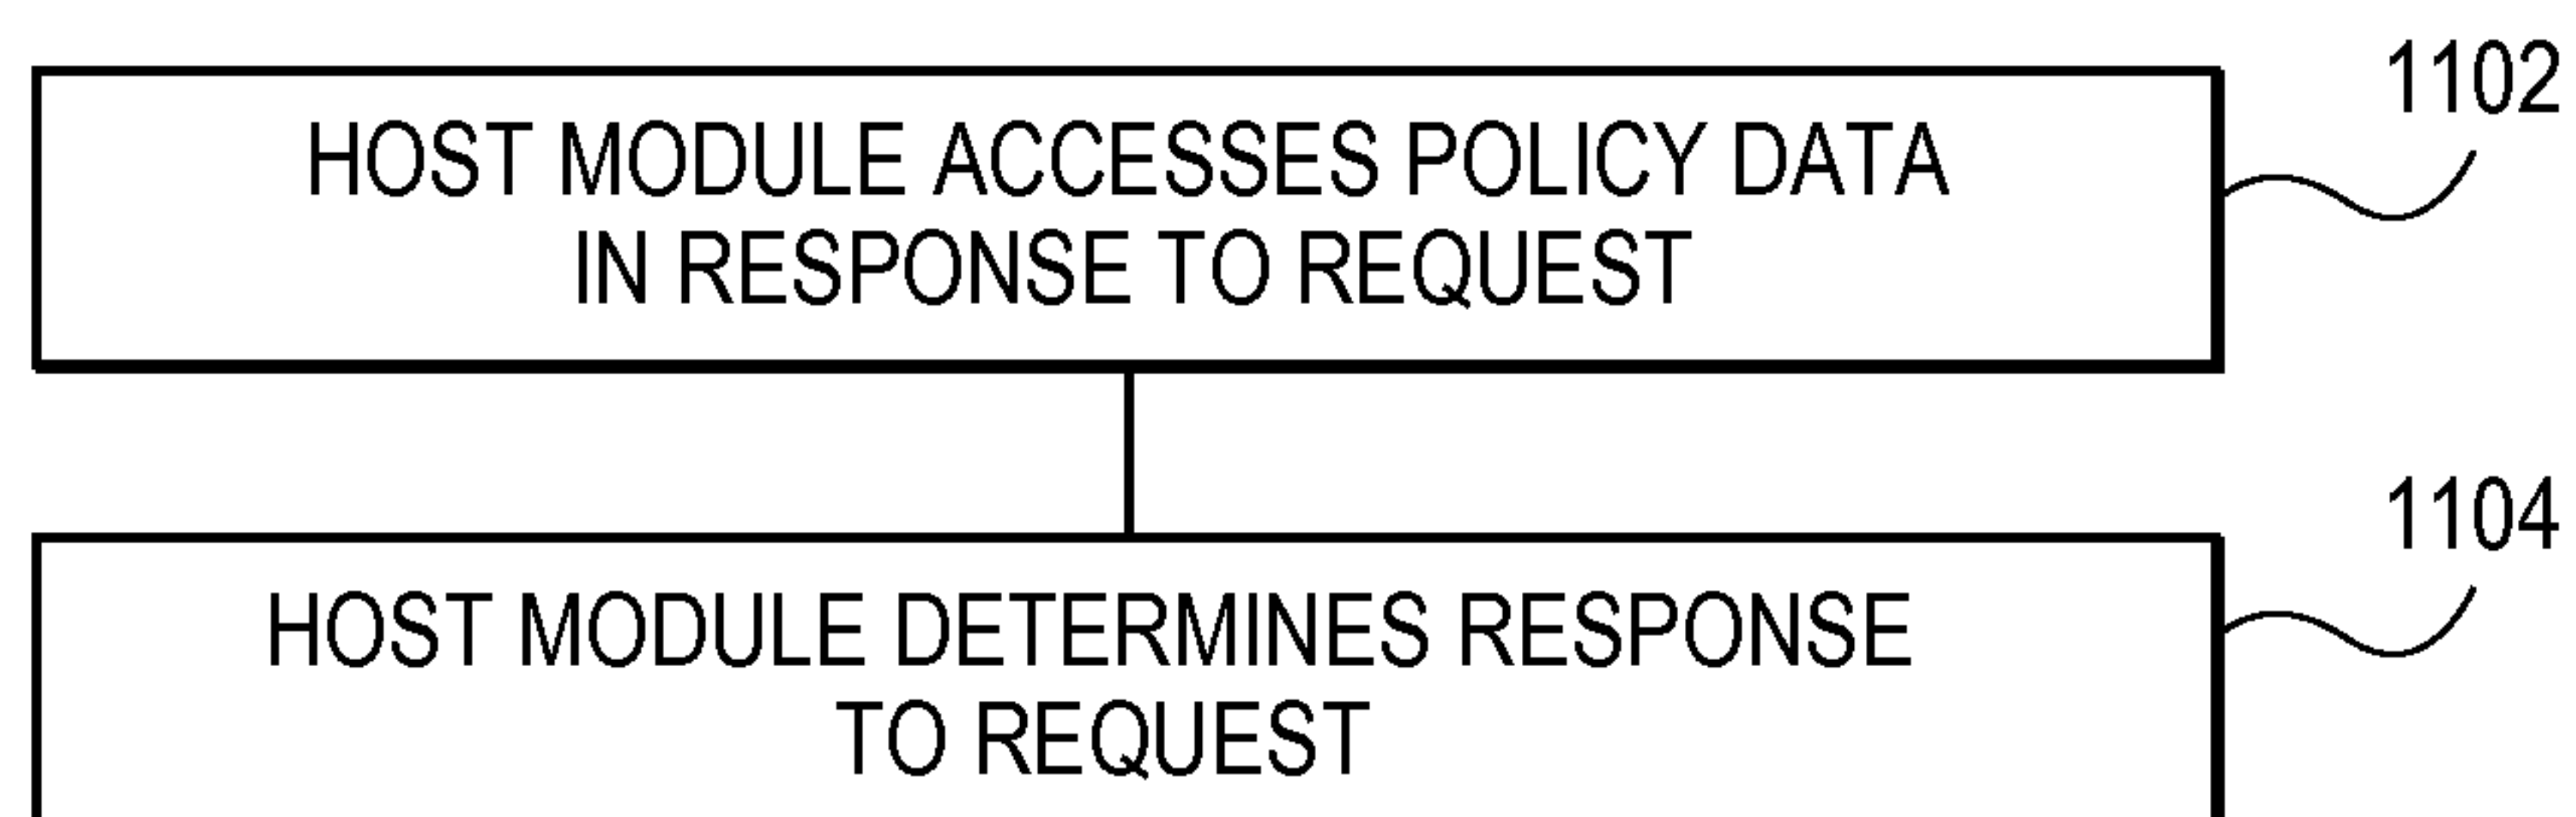 1102
HOST MODULE ACCESSES POLICY DATA
IN RESPONSE TO REQUEST
1104
HOST MODULE DETERMINES RESPONSE
TO REQUEST